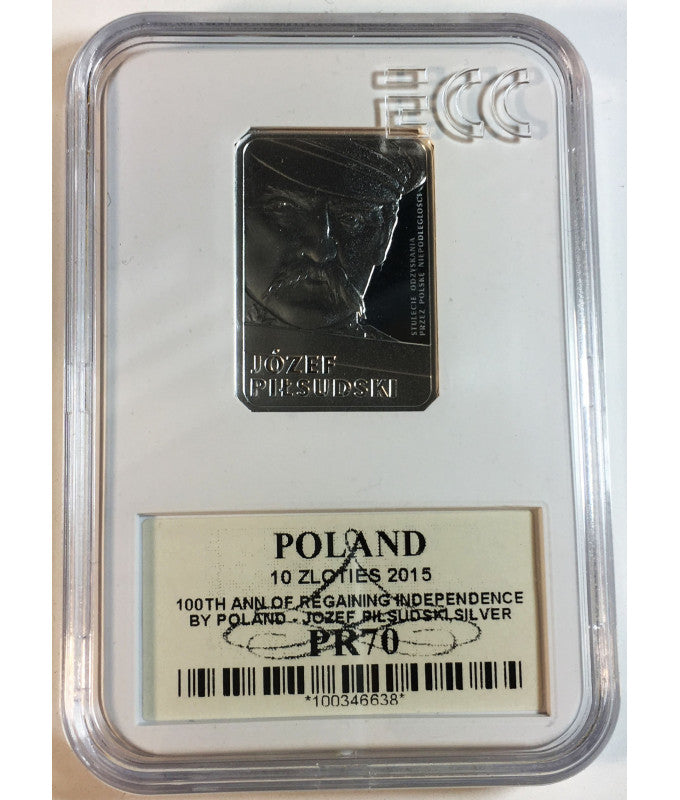 ECC
STULECIE ODZYSKANIA
PRZEZ POLSKĘ NIEPODLEGŁOŚCI
JÓZEF
PIŁSUDSKI
POLAND
10 ZLOTIES 2015
100TH ANN.OF REGAINING INDEPENDENCE
BY POLAND - JOZEF PILSUDSKI,SILVER
PR70
*100346638*